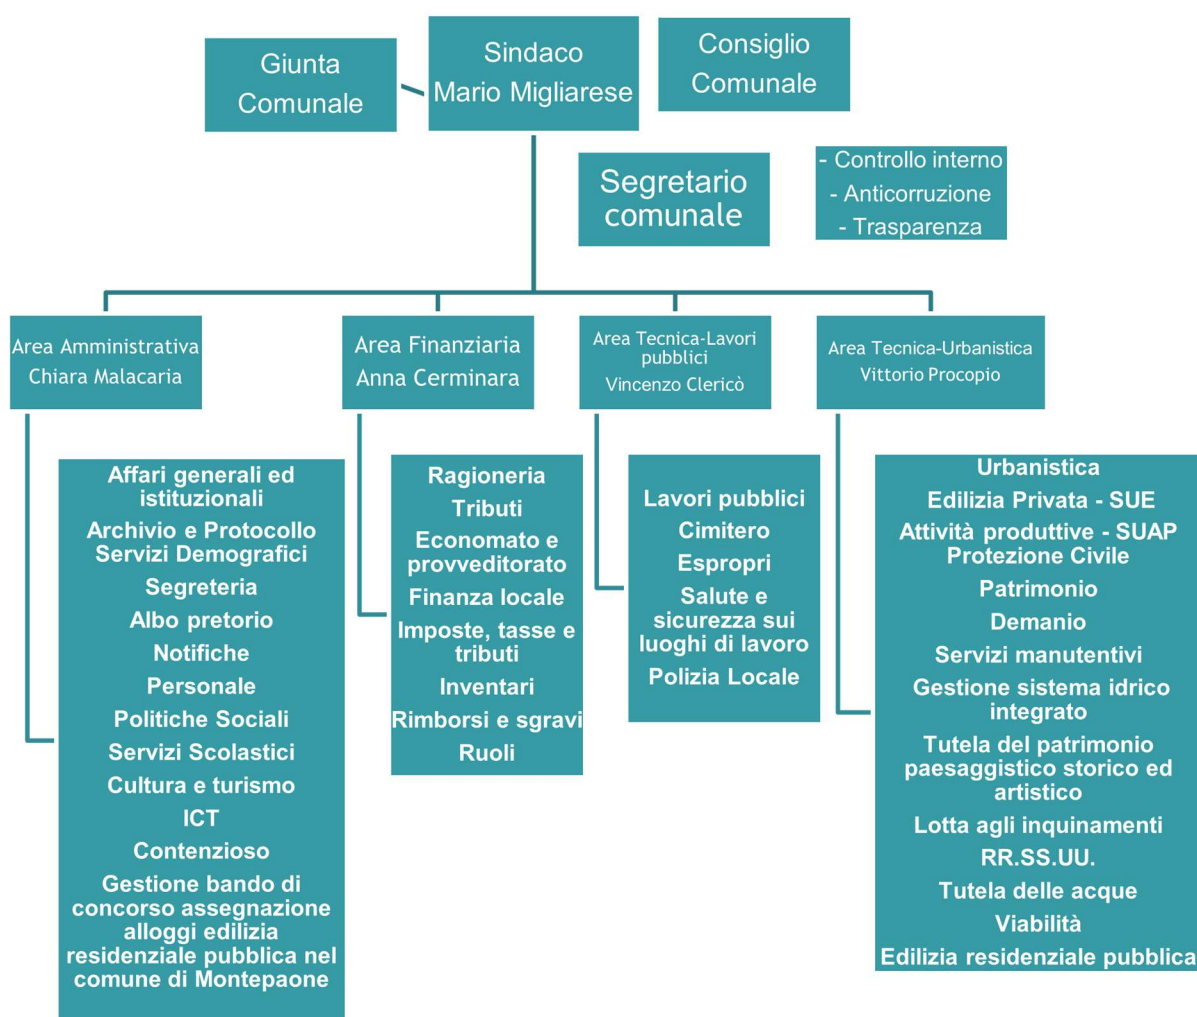 Giunta
Comunale
Sindaco
Mario Migliarese
Consiglio
Comunale
Segretario
comunale
- Controllo interno
- Anticorruzione
- Trasparenza
Area Amministrativa
Chiara Malacaria
Area Finanziaria
Anna Cerminara
Area Tecnica-Lavori
pubblici
Vincenzo Clericò
Area Tecnica-Urbanistica
Vittorio Procopio
Affari generali ed
istituzionali
Archivio e Protocollo
Servizi Demografici
Segreteria
Albo pretorio
Notifiche
Personale
Politiche Sociali
Servizi Scolastici
Cultura e turismo
ICT
Contenzioso
Gestione bando di
concorso assegnazione
alloggi edilizia
residenziale pubblica nel
comune di Montepaone
Ragioneria
Tributi
Economato e
provveditorato
Finanza locale
Imposte, tasse e
tributi
Inventari
Rimborsi e sgravi
Ruoli
Lavori pubblici
Cimitero
Espropri
Salute e
sicurezza sui
luoghi di lavoro
Polizia Locale
Urbanistica
Edilizia Privata - SUE
Attività produttive - SUAP
Protezione Civile
Patrimonio
Demanio
Servizi manutentivi
Gestione sistema idrico
integrato
Tutela del patrimonio
paesaggistico storico ed
artistico
Lotta agli inquinamenti
RR.SS.UU.
Tutela delle acque
Viabilità
Edilizia residenziale pubblica